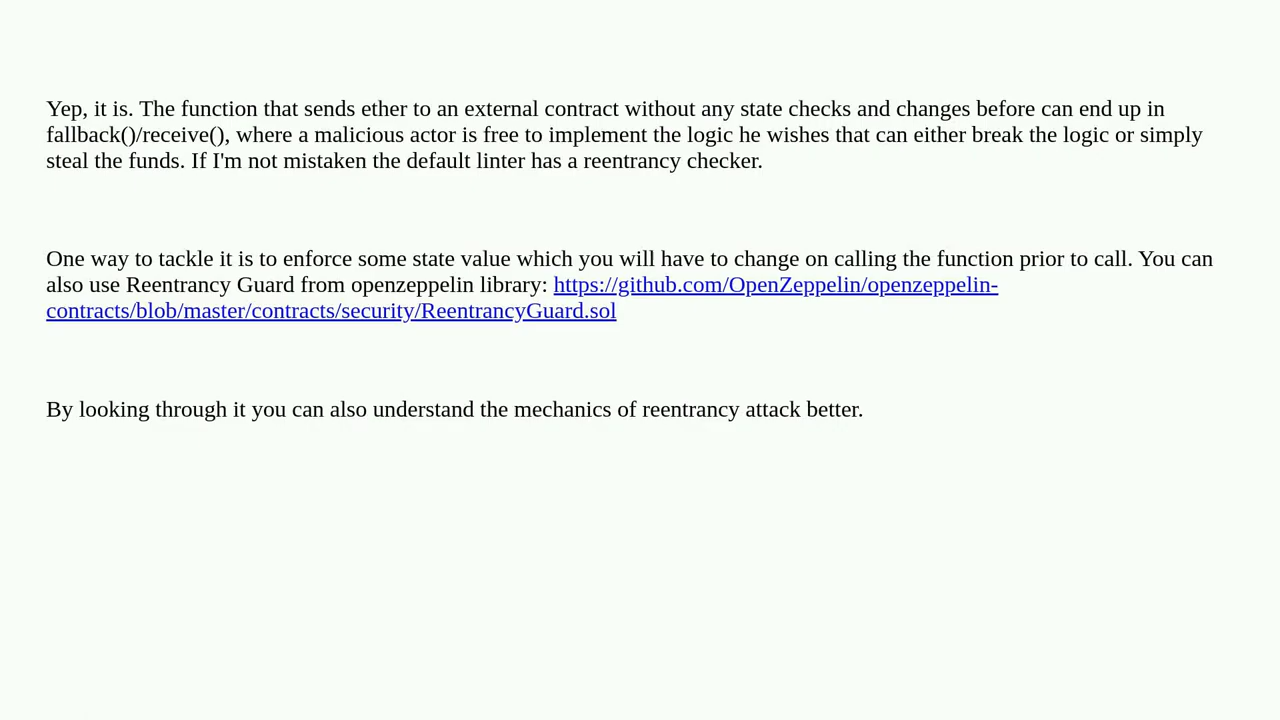 Yep, it is. The function that sends ether to an external contract without any state checks and changes before can end up in
fallback()/receive(), where a malicious actor is free to implement the logic he wishes that can either break the logic or simply
steal the funds. If I'm not mistaken the default linter has a reentrancy checker.
One way to tackle it is to enforce some state value which you will have to change on calling the function prior to call. You can
also use Reentrancy Guard from openzeppelin library: https://github.com/OpenZeppelin/openzeppelin-
contracts/blob/master/contracts/security/ReentrancyGuard.sol
By looking through it you can also understand the mechanics of reentrancy attack better.